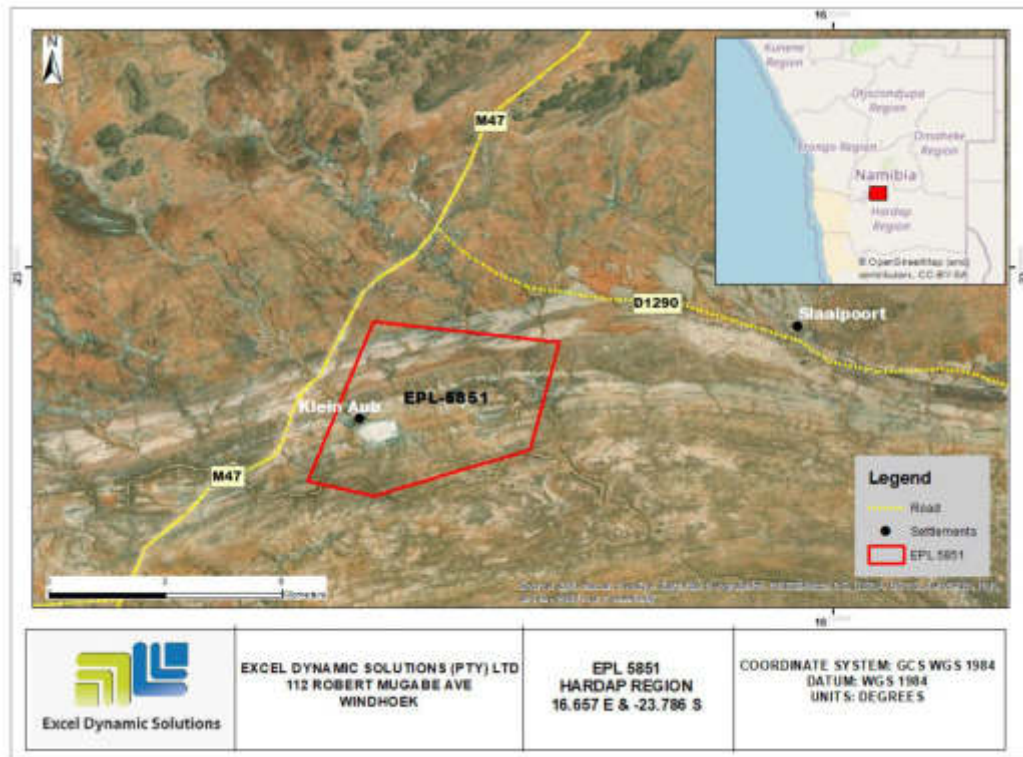 16
N
Kunene
Region
Otjozondjupa
Region
Omaheke
Region
Erongo Region
Namibia
Hardap
Region
© OpenStreetMap (and)
contributors, CC-BY-SA
M47
D1290
Slaaipoort
EPL-5851
Klein Aub
M47
Legend
Road
Settlements
EPL 5851
Kilometers
16
Excel Dynamic Solutions
EXCEL DYNAMIC SOLUTIONS (PTY) LTD
112 ROBERT MUGABE AVE
WINDHOEK
EPL 5851
HARDAP REGION
16.657 E & -23.786 S
COORDINATE SYSTEM: GCS WGS 1984
DATUM: WGS 1984
UNITS: DEGREES